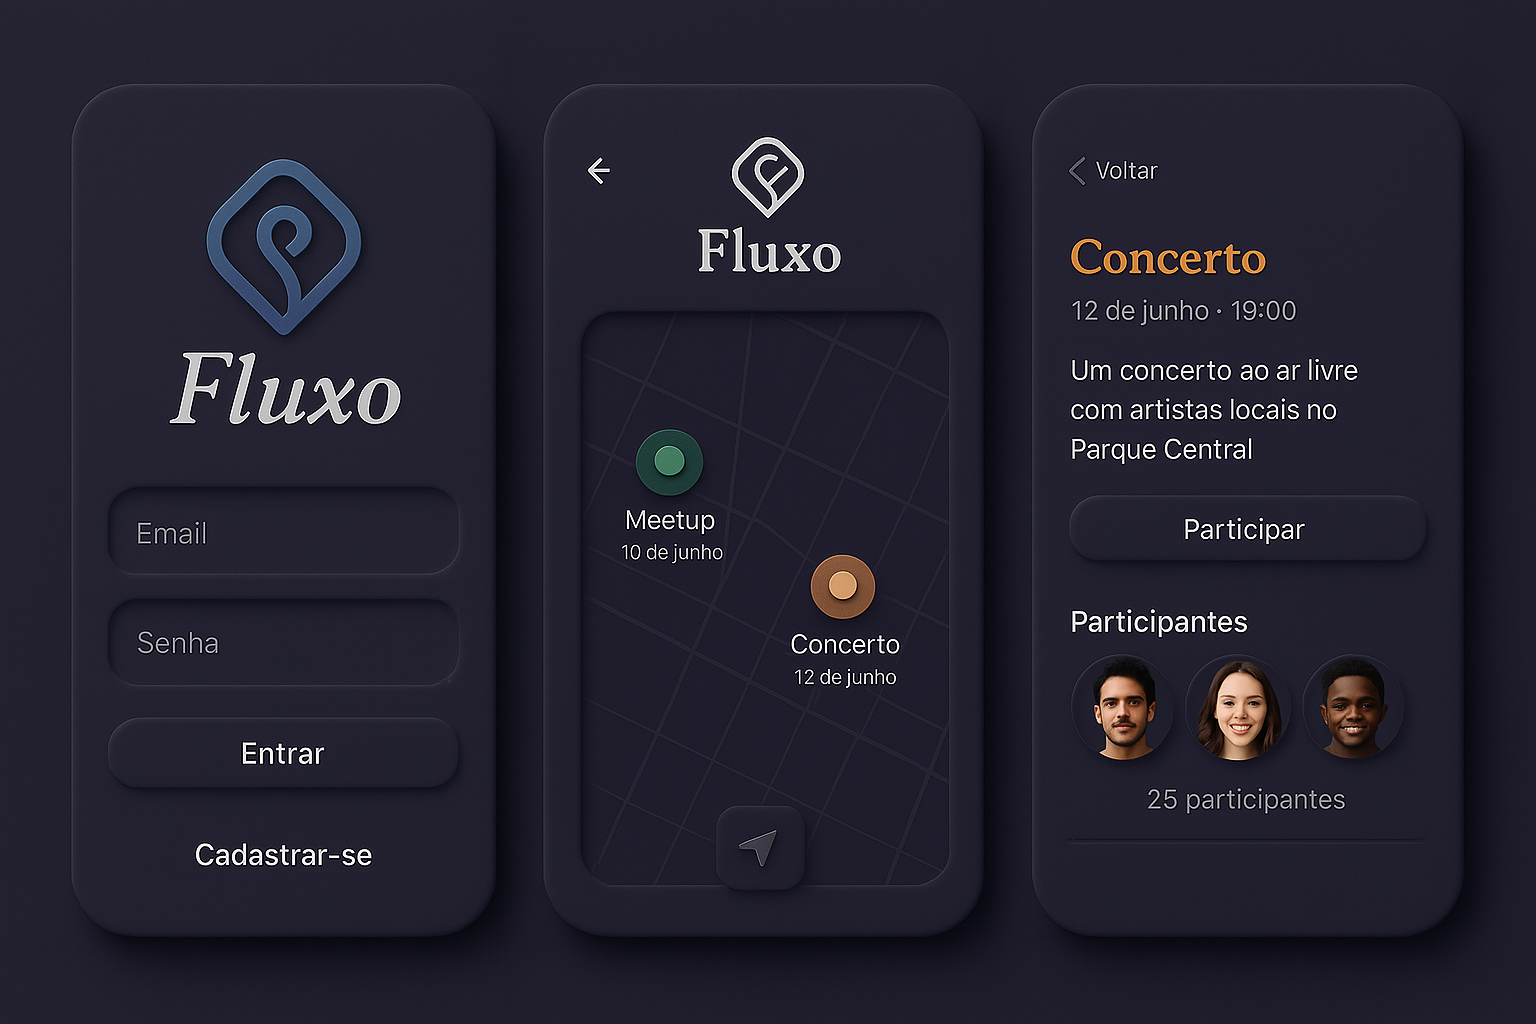 Fluxo
Email
Senha
Entrar
Cadastrar-se
Fluxo
Meetup
10 de junho
Concerto
12 de junho
Voltar
Concerto
12 de junho · 19:00
Um concerto ao ar livre
com artistas locais no
Parque Central
Participar
Participantes
25 participantes